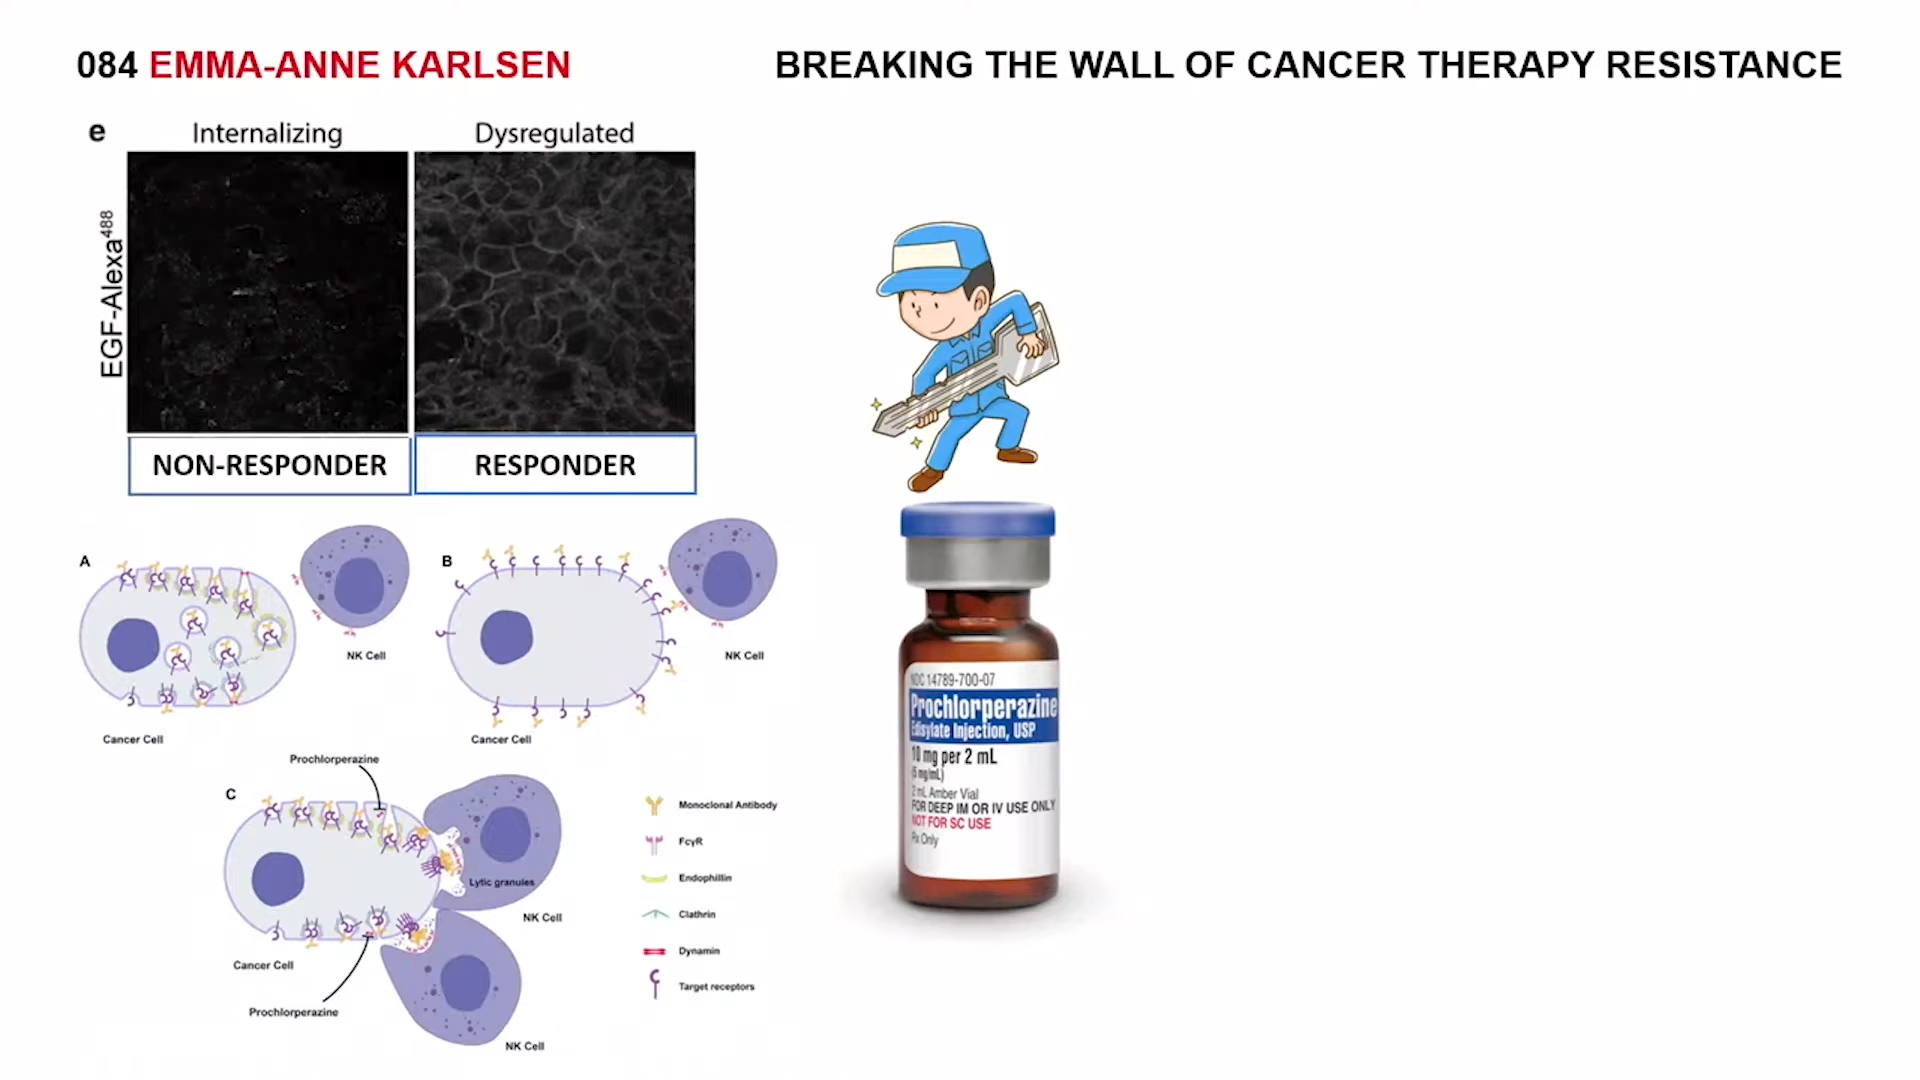 084 EMMA-ANNE KARLSEN
BREAKING THE WALL OF CANCER THERAPY RESISTANCE
e
Internalizing
Dysregulated
EGF-Alexa488
NON-RESPONDER
RESPONDER
A
NK Cell
Cancer Cell
B
NK Cell
Cancer Cell
C
Prochlorperazine
Lytic granules
NK Cell
Cancer Cell
Prochlorperazine
NK Cell
Monoclonal Antibody
FcγR
Endophillin
Clathrin
Dynamin
Target receptors
NDC 14789-700-07
Prochlorperazine
Edisylate Injection, USP
10 mg per 2 mL
(5 mg/mL)
2 mL Amber Vial
FOR DEEP IM OR IV USE ONLY
NOT FOR SC USE
Rx Only